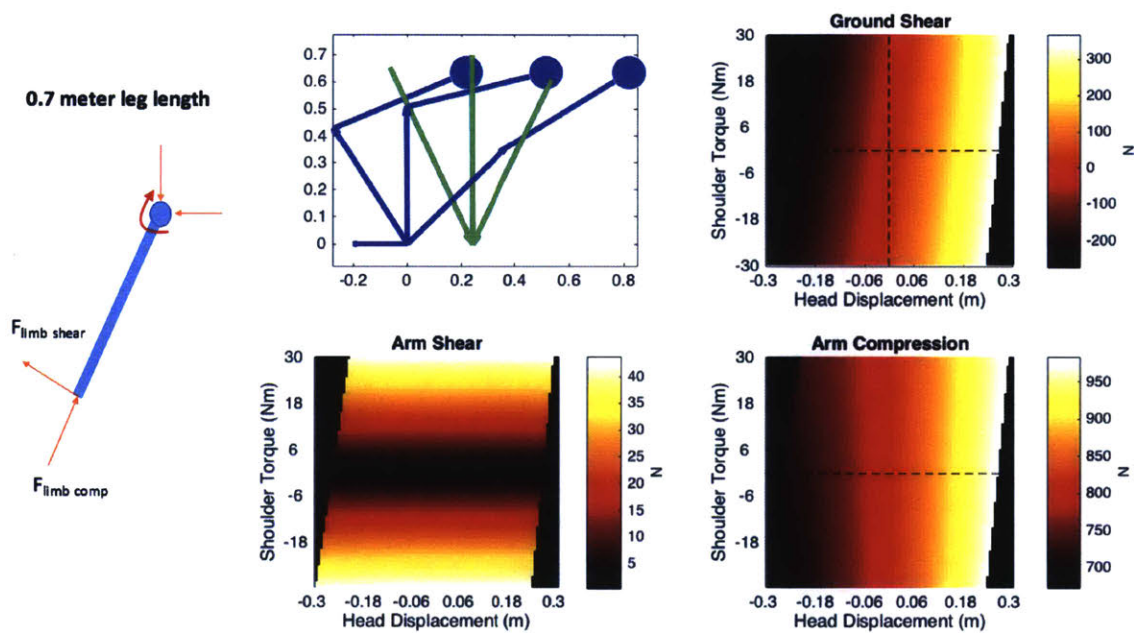 0.7 meter leg length
F limb shear
F limb comp
0.7
0.6
0.5
0.4
0.3
0.2
0.1
0
-0.2 0 0.2 0.4 0.6 0.8
Ground Shear
Shoulder Torque (Nm)
30
18
6
-6
-18
-30
-0.3 -0.18 -0.06 0.06 0.18 0.3
Head Displacement (m)
300
200
100
0
-100
-200
N
Arm Shear
Shoulder Torque (Nm)
30
18
6
-6
-18
-0.3 -0.18 -0.06 0.06 0.18 0.3
Head Displacement (m)
40
35
30
25
20
15
10
5
N
Arm Compression
Shoulder Torque (Nm)
30
18
6
-6
-18
-0.3 -0.18 -0.06 0.06 0.18 0.3
Head Displacement (m)
950
900
850
800
750
700
N